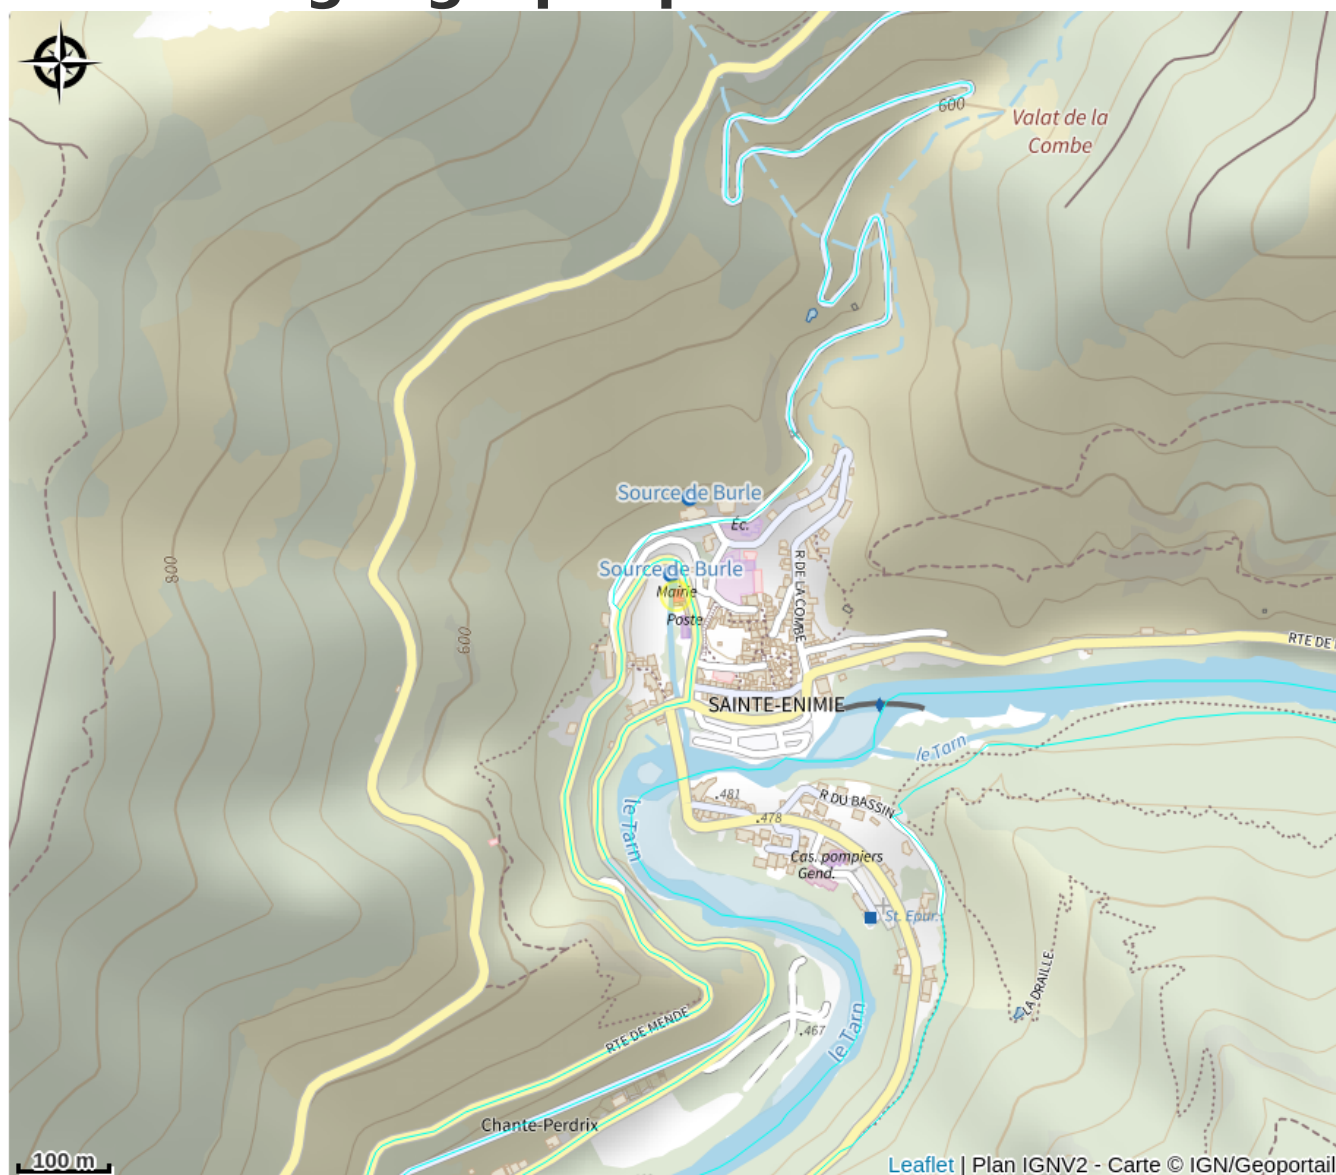 600
Valat de la
Combe
Source de Burle
Éc.
800
Source de Burle
Mairie
Poste
R DE LA COMBE
600
RTE DE
SAINTE-ENIMIE
le Tarn
.481
R DU BASSIN
.478
le Tarn
Cas. pompiers
Gend.
St. Epur.
LA DRAILLE
RTE DE MENDE
.467
le Tarn
Chante-Perdrix
100 m
Leaflet | Plan IGNV2 - Carte © IGN/Geoportail